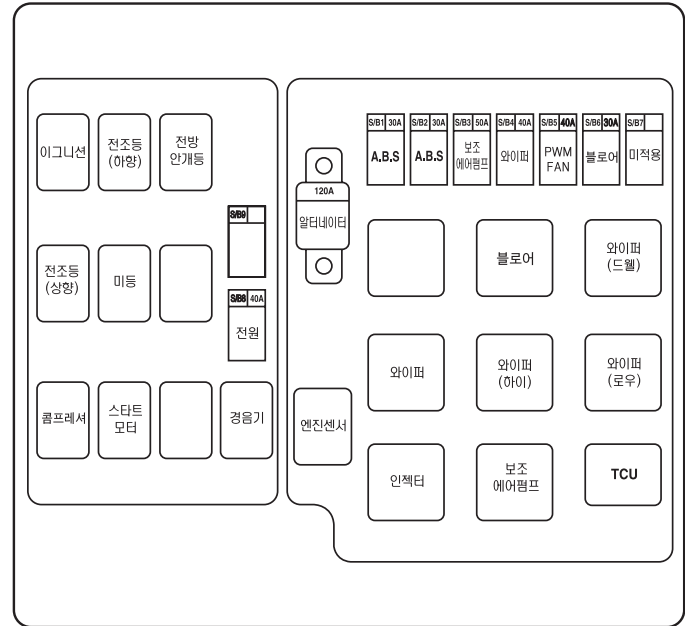 이그니션
전조등
(하향)
전방
안개등
S/B9
전조등
(상향)
미등
S/B8 40A
전원
콤프레셔
스타트
모터
경음기
120A
알터네이터
엔진센서
S/B1 30A
A.B.S
S/B2 30A
A.B.S
S/B3 50A
보조
에어펌프
S/B4 40A
와이퍼
S/B5 40A
PWM
FAN
S/B6 30A
블로어
S/B7
미적용
블로어
와이퍼
(드웰)
와이퍼
와이퍼
(하이)
와이퍼
(로우)
인젝터
보조
에어펌프
TCU